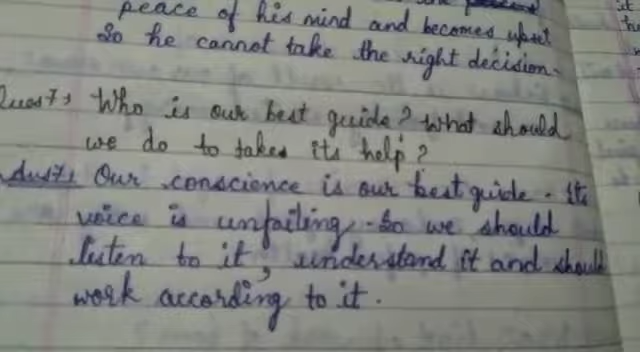 peace of his mind and becomes upset
So he cannot take the right decision.
Quest7, Who is our best guide? What should
we do to takes its help?
Our conscience is our best guide. Its
voice is unfailing. So we should
listen to it, understand it and should
work according to it.